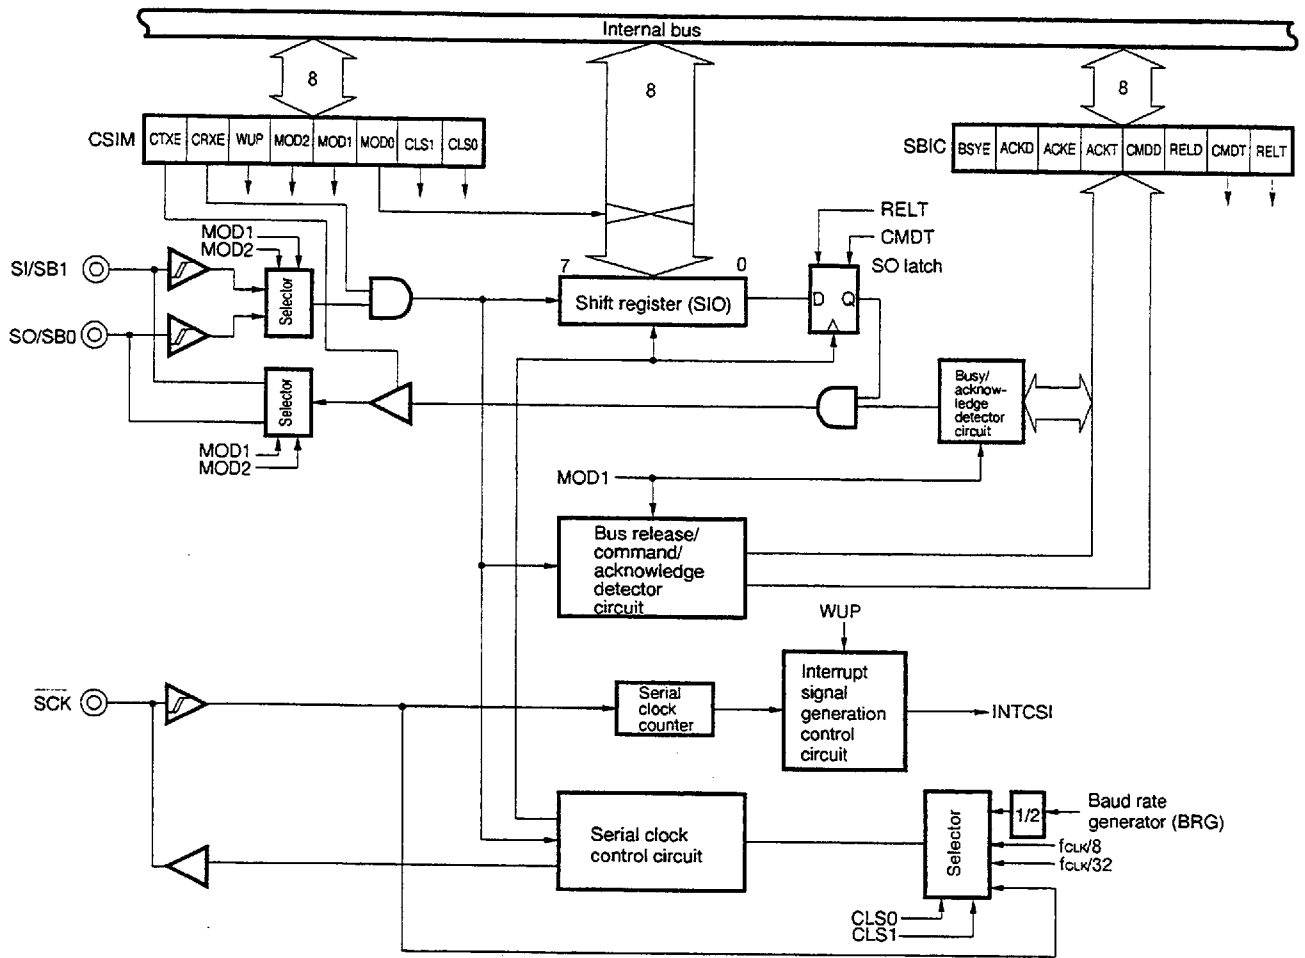 Internal bus
8
8
8
CSIM
CTXE
CRXE
WUP
MOD2
MOD1
MOD0
CLS1
CLS0
SBIC
BSYE
ACKD
ACKE
ACKT
CMDD
RELD
CMDT
RELT
RELT
CMDT
SO latch
MOD1
MOD2
SI/SB1
SO/SB0
Selector
7
0
Shift register (SIO)
D
Q
Selector
MOD1
MOD2
Busy/
acknow-
ledge
detector
circuit
MOD1
Bus release/
command/
acknowledge
detector
circuit
WUP
SCK
Serial
clock
counter
Interrupt
signal
generation
control
circuit
INTCSI
Serial clock
control circuit
Selector
1/2
Baud rate
generator (BRG)
fCLK/8
fCLK/32
CLS0
CLS1